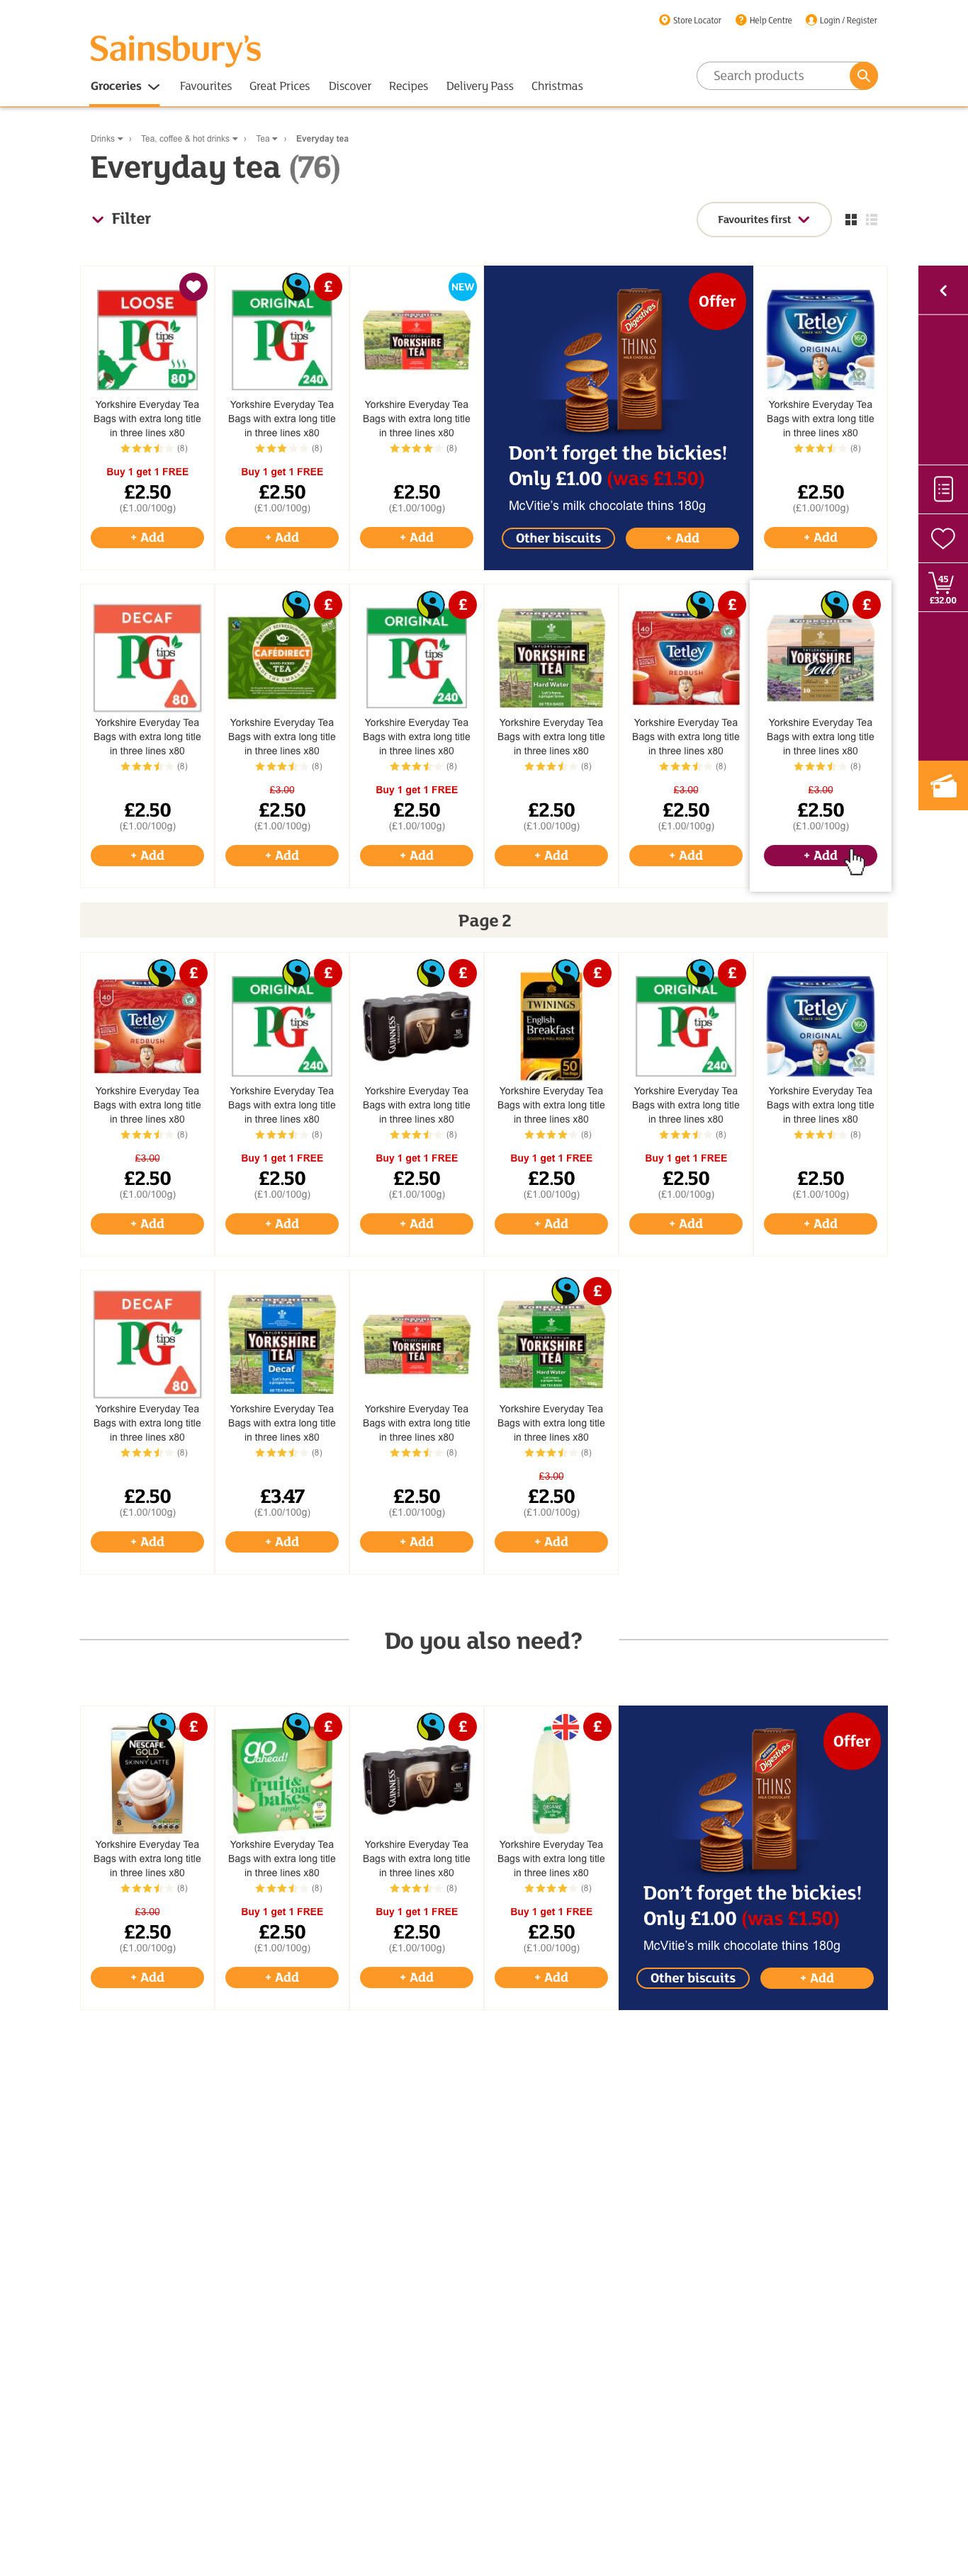 Store Locator
Help Centre
Login / Register
Sainsbury's
Groceries
Favourites
Great Prices
Discover
Recipes
Delivery Pass
Christmas
Search products
Drinks › Tea, coffee & hot drinks › Tea › Everyday tea
Everyday tea (76)
Filter
Favourites first
LOOSE
PG tips
80
Yorkshire Everyday Tea
Bags with extra long title
in three lines x80
(8)
Buy 1 get 1 FREE
£2.50
(£1.00/100g)
+ Add
£
ORIGINAL
PG tips
240
Yorkshire Everyday Tea
Bags with extra long title
in three lines x80
(8)
Buy 1 get 1 FREE
£2.50
(£1.00/100g)
+ Add
NEW
YORKSHIRE
TEA
Yorkshire Everyday Tea
Bags with extra long title
in three lines x80
(8)
£2.50
(£1.00/100g)
+ Add
Offer
Digestives
THINS
MILK CHOCOLATE
Don't forget the bickies!
Only £1.00 (was £1.50)
McVitie's milk chocolate thins 180g
Other biscuits
+ Add
Tetley
ORIGINAL
160
Yorkshire Everyday Tea
Bags with extra long title
in three lines x80
(8)
£2.50
(£1.00/100g)
+ Add
45
£32.00
DECAF
PG tips
80
Yorkshire Everyday Tea
Bags with extra long title
in three lines x80
(8)
£2.50
(£1.00/100g)
+ Add
£
CAFÉDIRECT
TEA
Yorkshire Everyday Tea
Bags with extra long title
in three lines x80
(8)
£3.00
£2.50
(£1.00/100g)
+ Add
£
ORIGINAL
PG tips
240
Yorkshire Everyday Tea
Bags with extra long title
in three lines x80
(8)
Buy 1 get 1 FREE
£2.50
(£1.00/100g)
+ Add
YORKSHIRE
TEA
Hard Water
Yorkshire Everyday Tea
Bags with extra long title
in three lines x80
(8)
£2.50
(£1.00/100g)
+ Add
£
40
Tetley
REDBUSH
Yorkshire Everyday Tea
Bags with extra long title
in three lines x80
(8)
£3.00
£2.50
(£1.00/100g)
+ Add
£
YORKSHIRE
Gold
Yorkshire Everyday Tea
Bags with extra long title
in three lines x80
(8)
£3.00
£2.50
(£1.00/100g)
+ Add
Page 2
£
40
Tetley
REDBUSH
Yorkshire Everyday Tea
Bags with extra long title
in three lines x80
(8)
£3.00
£2.50
(£1.00/100g)
+ Add
£
ORIGINAL
PG tips
240
Yorkshire Everyday Tea
Bags with extra long title
in three lines x80
(8)
Buy 1 get 1 FREE
£2.50
(£1.00/100g)
+ Add
£
GUINNESS
DRAUGHT
10
Yorkshire Everyday Tea
Bags with extra long title
in three lines x80
(8)
Buy 1 get 1 FREE
£2.50
(£1.00/100g)
+ Add
£
TWININGS
English
Breakfast
50
Yorkshire Everyday Tea
Bags with extra long title
in three lines x80
(8)
Buy 1 get 1 FREE
£2.50
(£1.00/100g)
+ Add
£
ORIGINAL
PG tips
240
Yorkshire Everyday Tea
Bags with extra long title
in three lines x80
(8)
Buy 1 get 1 FREE
£2.50
(£1.00/100g)
+ Add
Tetley
ORIGINAL
160
Yorkshire Everyday Tea
Bags with extra long title
in three lines x80
(8)
£2.50
(£1.00/100g)
+ Add
DECAF
PG tips
80
Yorkshire Everyday Tea
Bags with extra long title
in three lines x80
(8)
£2.50
(£1.00/100g)
+ Add
YORKSHIRE
TEA
Decaf
Yorkshire Everyday Tea
Bags with extra long title
in three lines x80
(8)
£3.47
(£1.00/100g)
+ Add
YORKSHIRE
TEA
Yorkshire Everyday Tea
Bags with extra long title
in three lines x80
(8)
£2.50
(£1.00/100g)
+ Add
£
YORKSHIRE
TEA
Hard Water
Yorkshire Everyday Tea
Bags with extra long title
in three lines x80
(8)
£3.00
£2.50
(£1.00/100g)
+ Add
Do you also need?
£
NESCAFÉ
GOLD
SKINNY LATTE
8
Yorkshire Everyday Tea
Bags with extra long title
in three lines x80
(8)
£3.00
£2.50
(£1.00/100g)
+ Add
£
go
ahead!
fruit & oat
bakes
apple
Yorkshire Everyday Tea
Bags with extra long title
in three lines x80
(8)
Buy 1 get 1 FREE
£2.50
(£1.00/100g)
+ Add
£
GUINNESS
DRAUGHT
10
Yorkshire Everyday Tea
Bags with extra long title
in three lines x80
(8)
Buy 1 get 1 FREE
£2.50
(£1.00/100g)
+ Add
£
ORGANIC
Yorkshire Everyday Tea
Bags with extra long title
in three lines x80
(8)
Buy 1 get 1 FREE
£2.50
(£1.00/100g)
+ Add
Offer
Digestives
THINS
MILK CHOCOLATE
Don't forget the bickies!
Only £1.00 (was £1.50)
McVitie's milk chocolate thins 180g
Other biscuits
+ Add